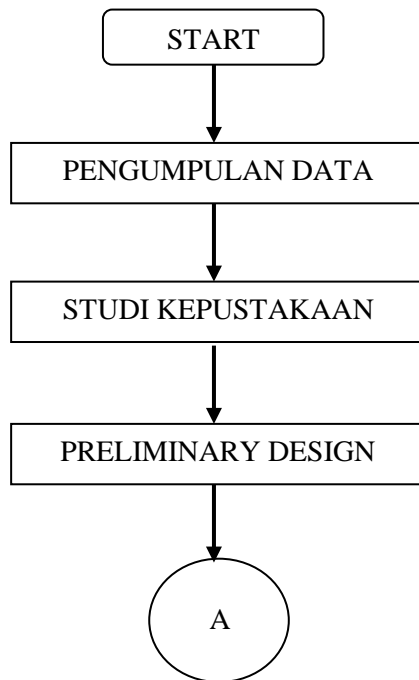 START
PENGUMPULAN DATA
STUDI KEPUSTAKAAN
PRELIMINARY DESIGN
A